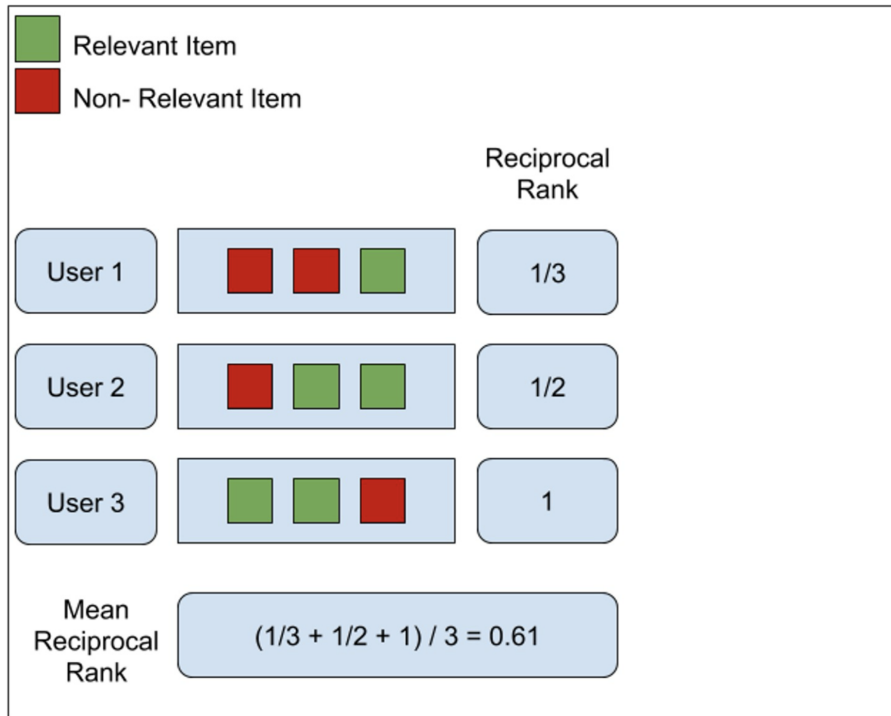 Relevant Item
Non- Relevant Item
Reciprocal
Rank
User 1
1/3
User 2
1/2
User 3
1
Mean
Reciprocal
Rank
(1/3 + 1/2 + 1) / 3 = 0.61